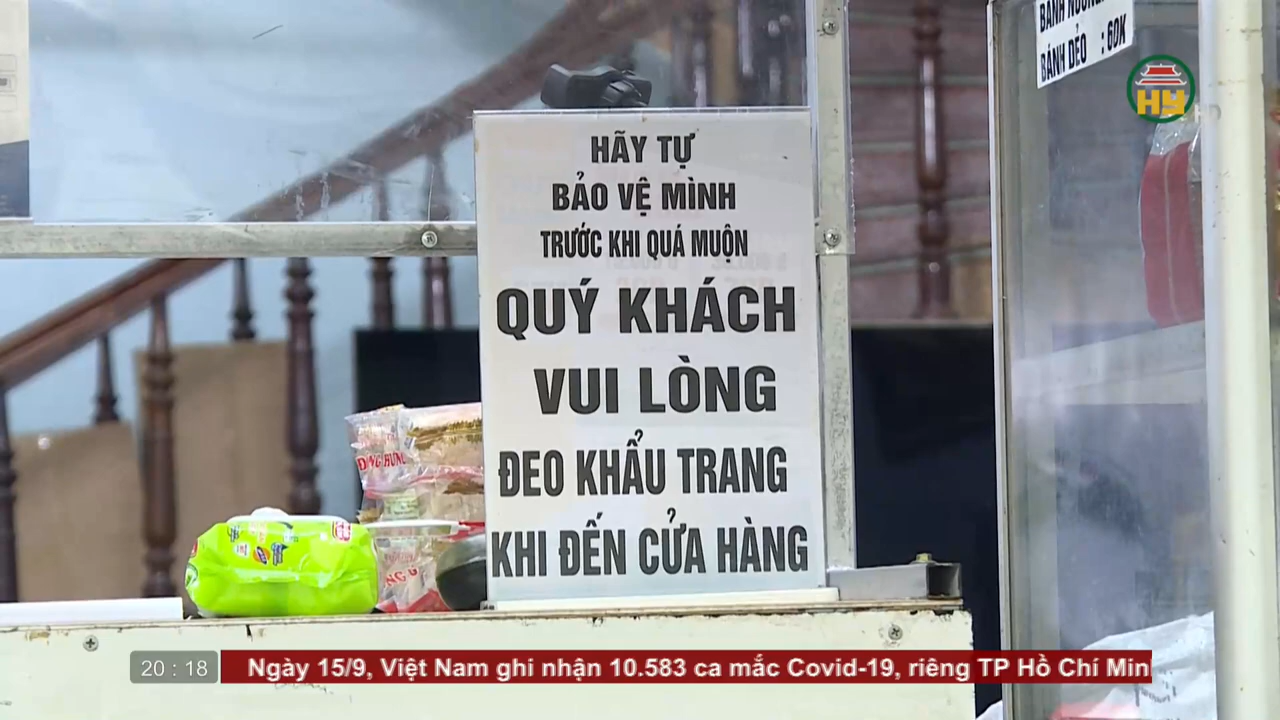 HÃY TỰ
BẢO VỆ MÌNH
TRƯỚC KHI QUÁ MUỘN
QUÝ KHÁCH
VUI LÒNG
ĐEO KHẨU TRANG
KHI ĐẾN CỬA HÀNG
BÁNH DẺO : 60K
HY
20 : 18
Ngày 15/9, Việt Nam ghi nhận 10.583 ca mắc Covid-19, riêng TP Hồ Chí Min